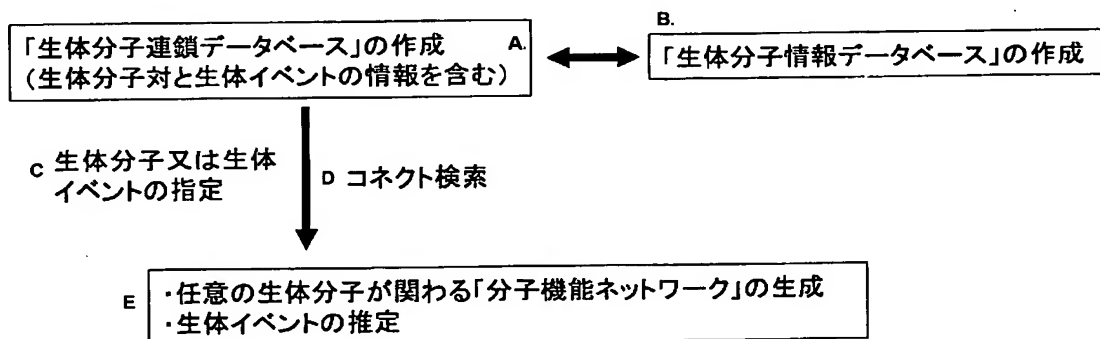 B.
「生体分子連鎖データベース」の作成 A.
(生体分子対と生体イベントの情報を含む)
「生体分子情報データベース」の作成
C 生体分子又は生体
イベントの指定
D コネクト検索
E
・任意の生体分子が関わる「分子機能ネットワーク」の生成
・生体イベントの推定